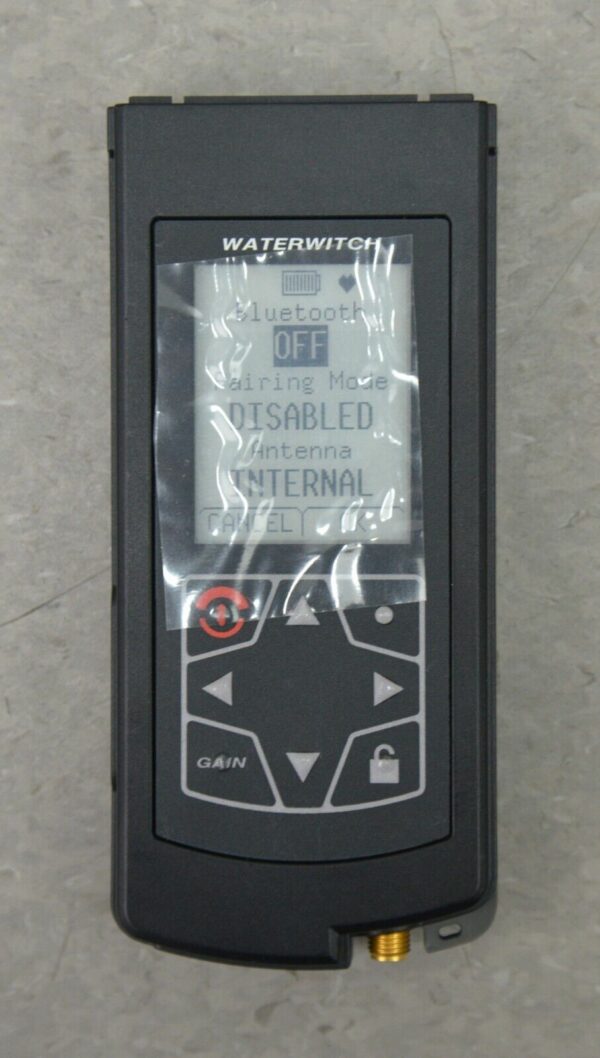 WATERWITCH
Bluetooth
OFF
Pairing Mode
DISABLED
Antenna
INTERNAL
CANCEL
GAIN